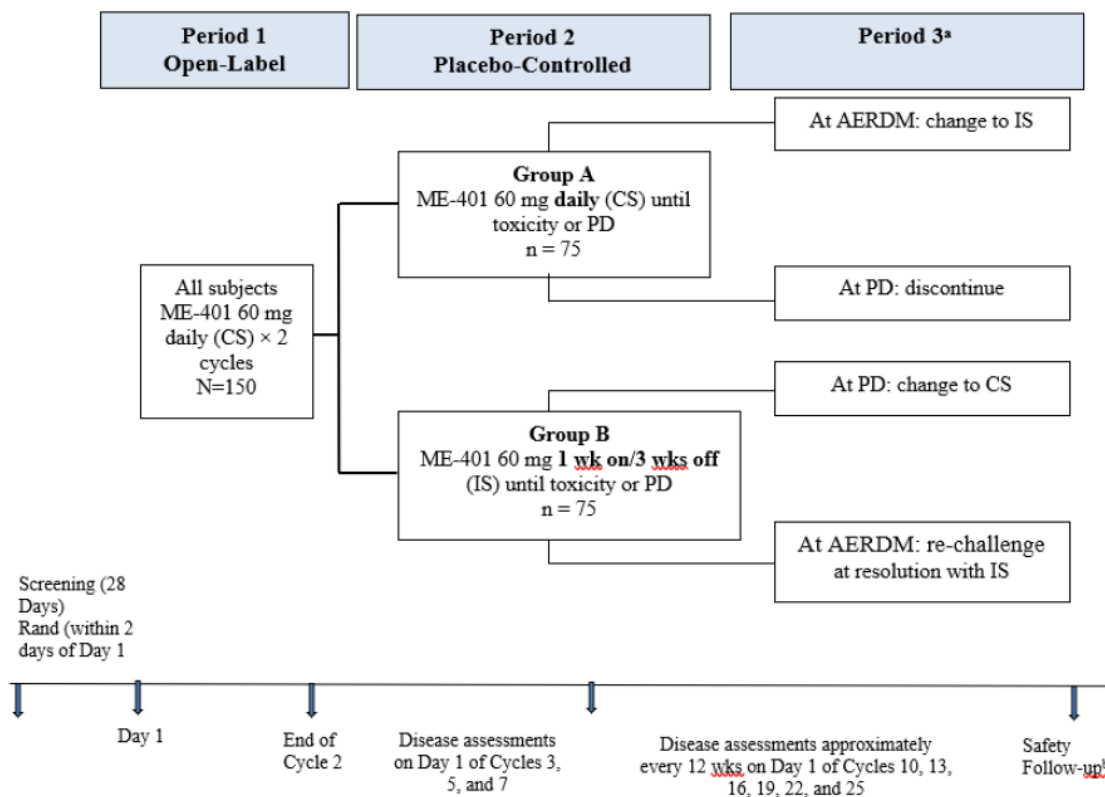 Period 1
Open-Label
Period 2
Placebo-Controlled
Period 3ᵃ
At AERDM: change to IS
Group A
ME-401 60 mg daily (CS) until
toxicity or PD
n = 75
At PD: discontinue
All subjects
ME-401 60 mg
daily (CS) × 2
cycles
N=150
At PD: change to CS
Group B
ME-401 60 mg 1 wk on/3 wks off
(IS) until toxicity or PD
n = 75
At AERDM: re-challenge
at resolution with IS
Screening (28
Days)
Rand (within 2
days of Day 1
Day 1
End of
Cycle 2
Disease assessments
on Day 1 of Cycles 3,
5, and 7
Disease assessments approximately
every 12 wks on Day 1 of Cycles 10, 13,
16, 19, 22, and 25
Safety
Follow-upᵇ